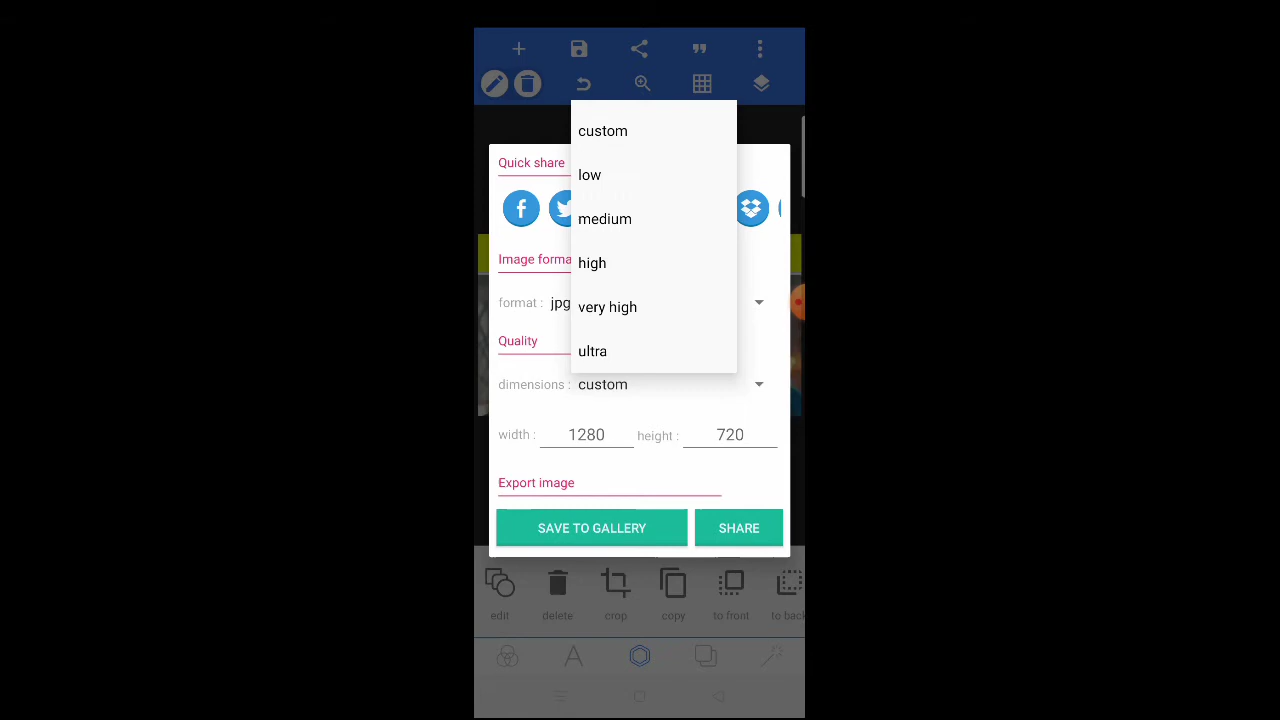 custom
Quick share
low
medium
Image forma
high
format : jpg
very high
Quality
ultra
dimensions : custom
width : 1280 height : 720
Export image
SAVE TO GALLERY SHARE
edit delete crop copy to front to back